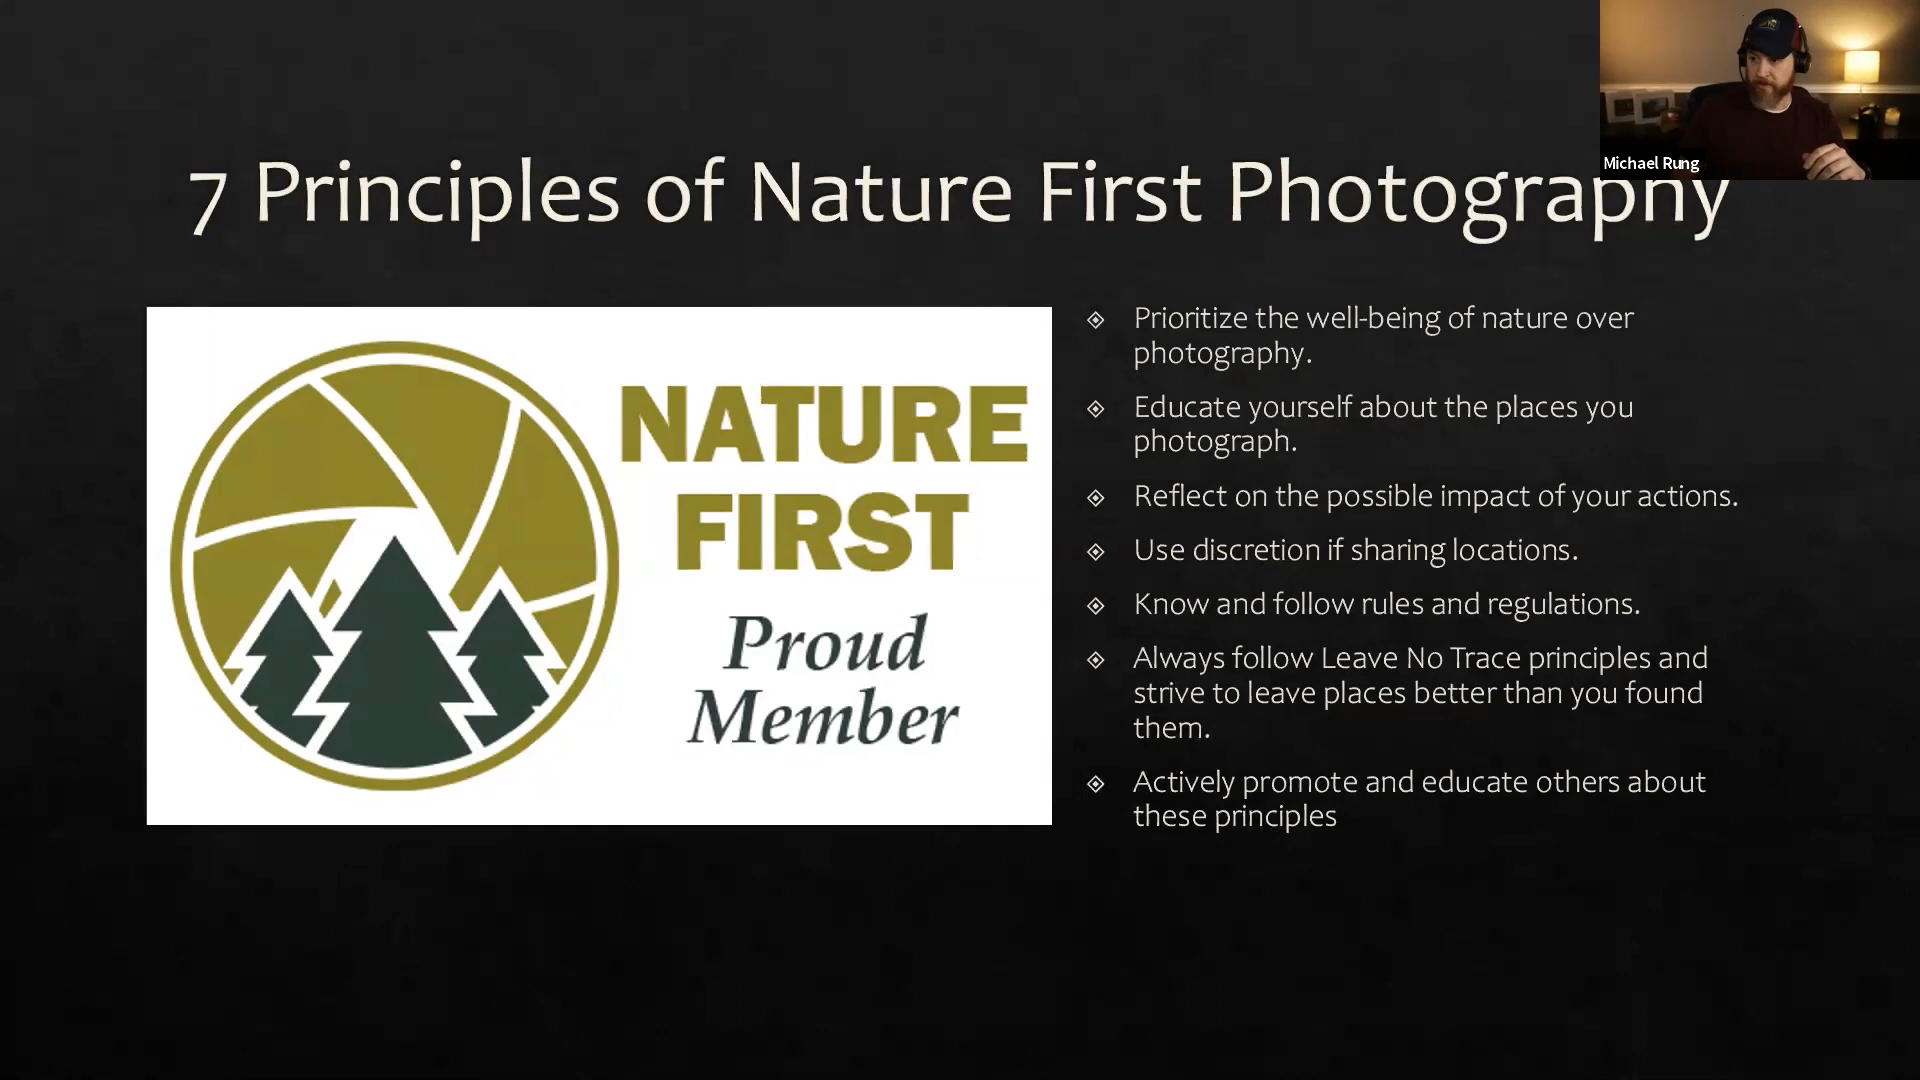 Michael Rung
7 Principles of Nature First Photography
NATURE
FIRST
Proud
Member
Prioritize the well-being of nature over
photography.
Educate yourself about the places you
photograph.
Reflect on the possible impact of your actions.
Use discretion if sharing locations.
Know and follow rules and regulations.
Always follow Leave No Trace principles and
strive to leave places better than you found
them.
Actively promote and educate others about
these principles